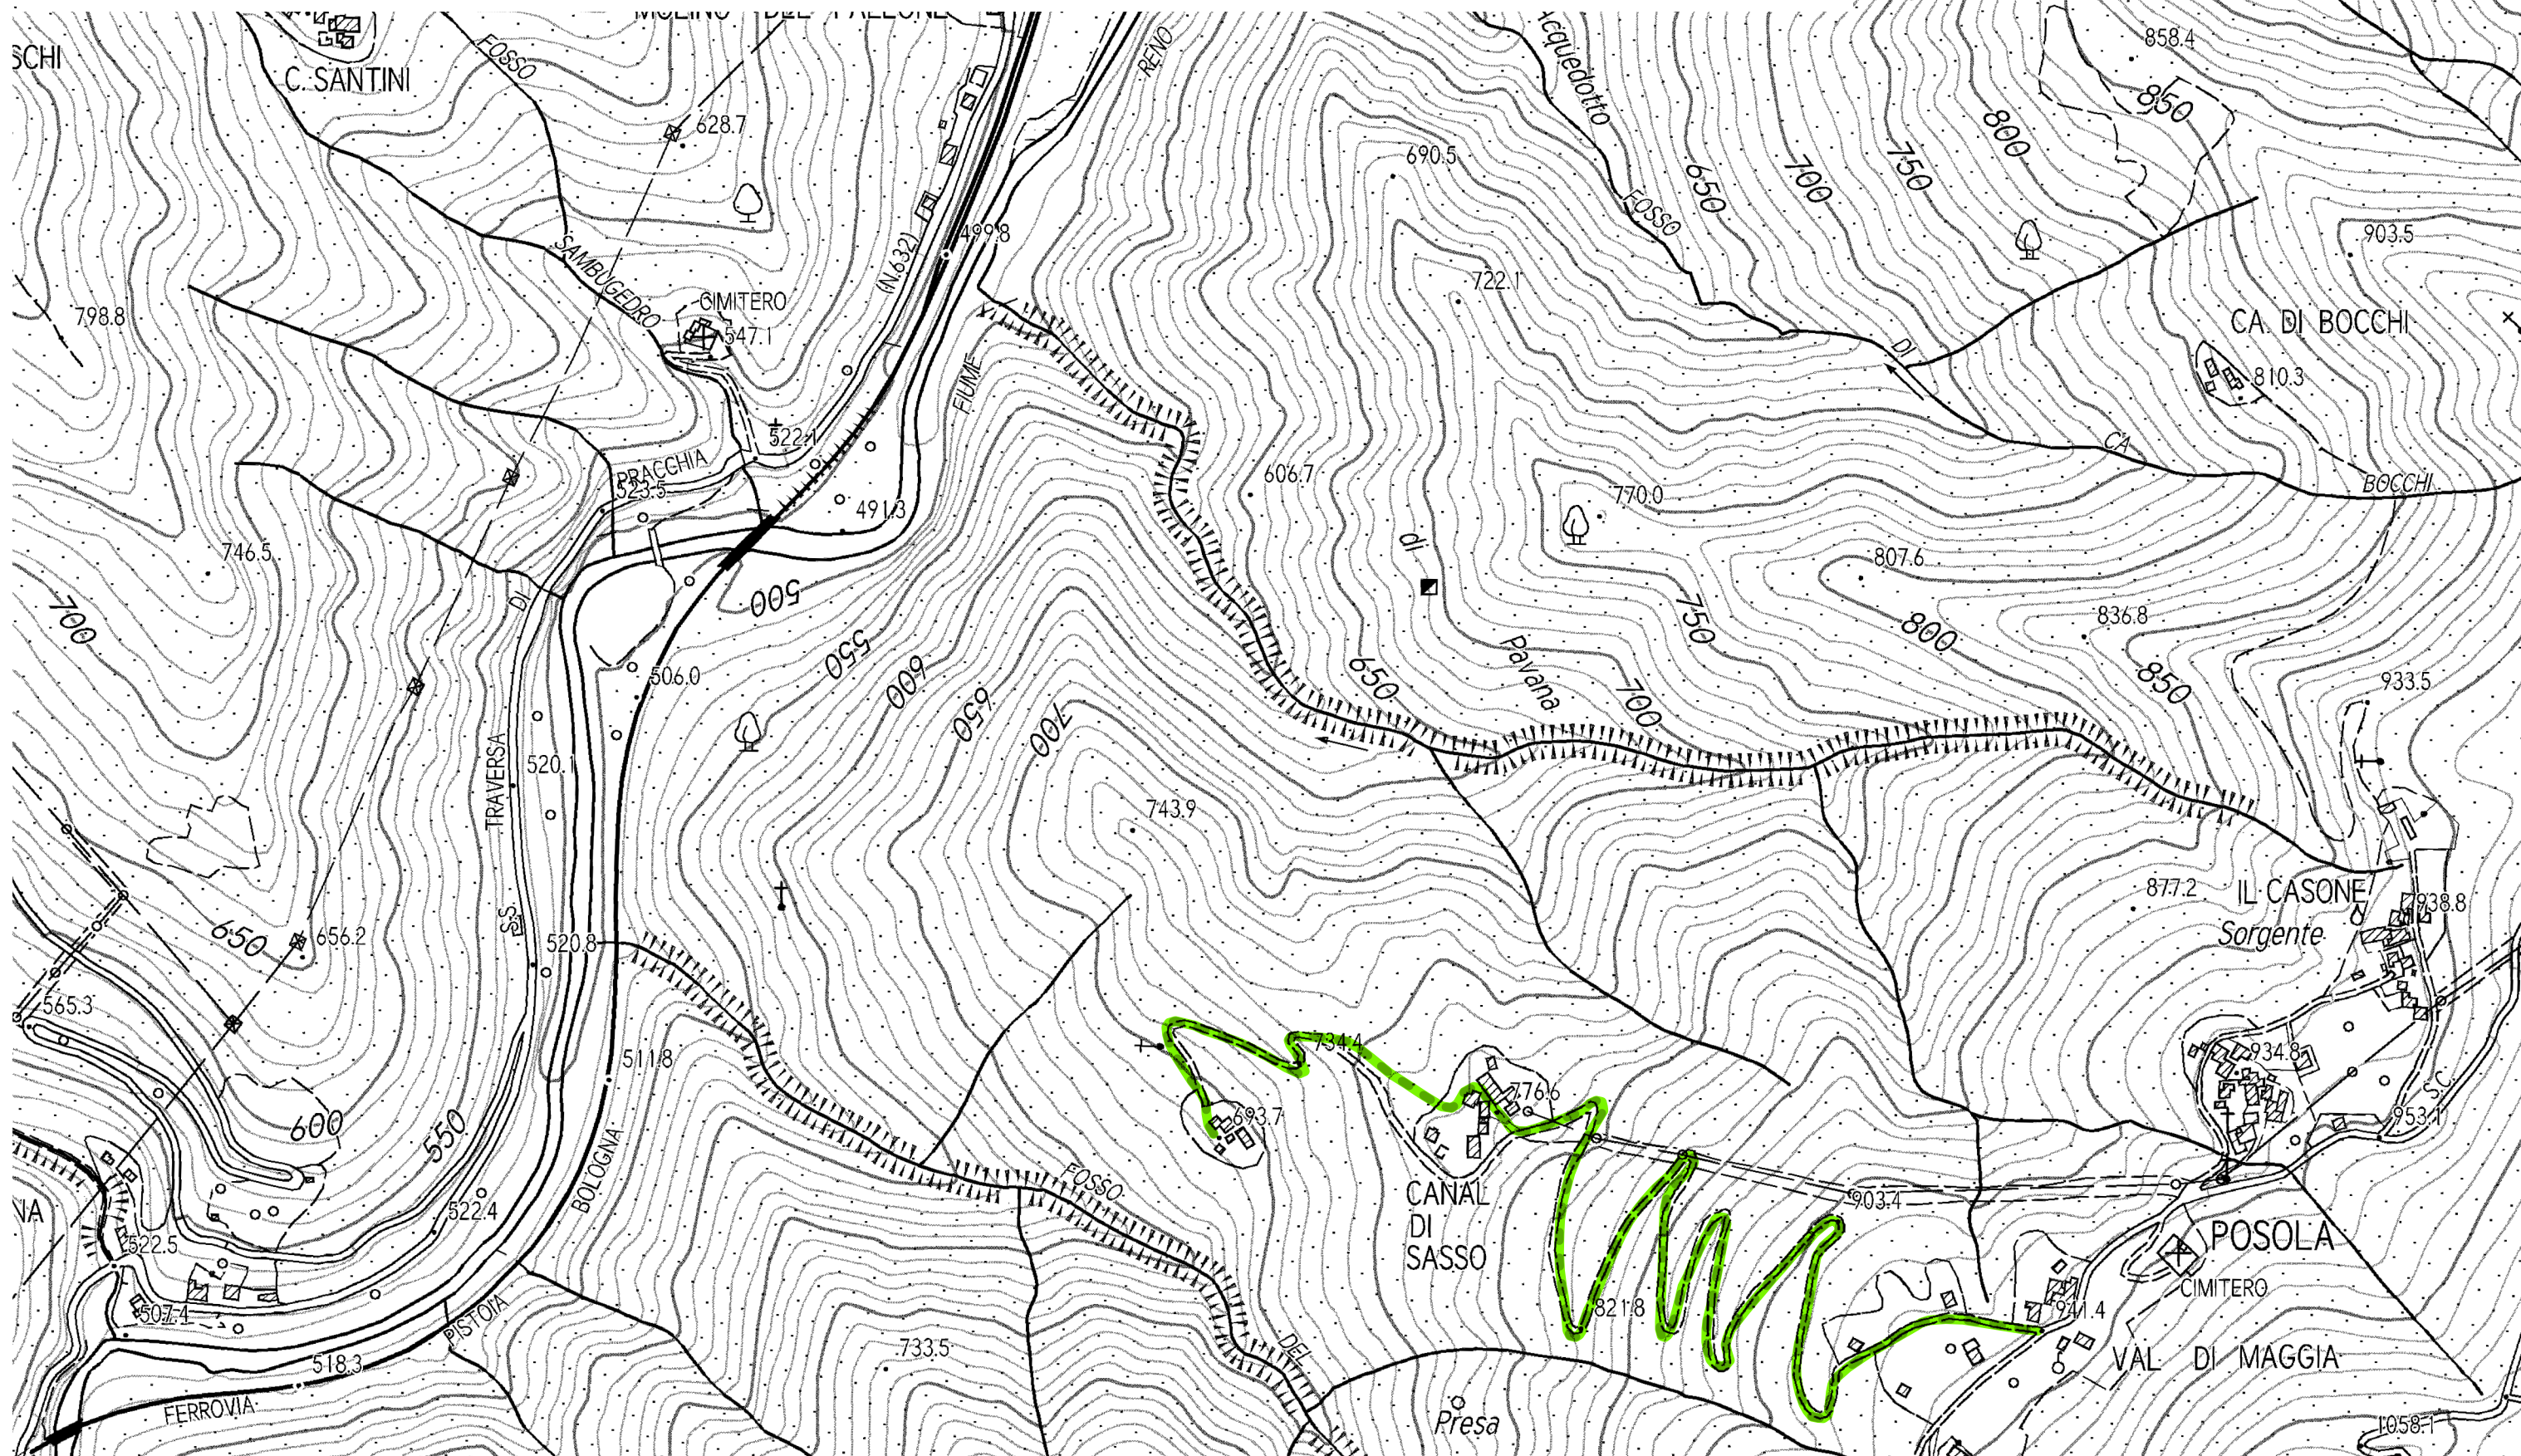 MOLINO DEL PALLONE
SCHI
C. SANTINI
FOSSO
628.7
RENO
Acquedotto
858.4
850
690.5
800
750
700
650
FOSSO
SAMBUGEDRO
(N.632)
499.8
722.1
903.5
798.8
CIMITERO
547.1
DI
CA. DI BOCCHI
810.3
FIUME
522.1
CA
PRACCHIA
523.5
606.7
770.0
BOCCHI
491.3
746.5
di
807.6
700
DI
500
550
600
650
700
506.0
750
800
836.8
650
Pavana
700
850
933.5
TRAVERSA
520.1
743.9
SS
650
656.2
520.8
877.2
IL CASONE
938.8
Sorgente
565.3
511.8
734.4
934.8
S.C.
600
550
693.7
776.6
953.1
BOLOGNA
FOSSO
CANAL
DI
SASSO
903.4
NA
522.4
522.5
POSOLA
CIMITERO
507.4
PISTOIA
821.8
941.4
518.3
733.5
DEL
VAL DI MAGGIA
FERROVIA
Presa
1058.1